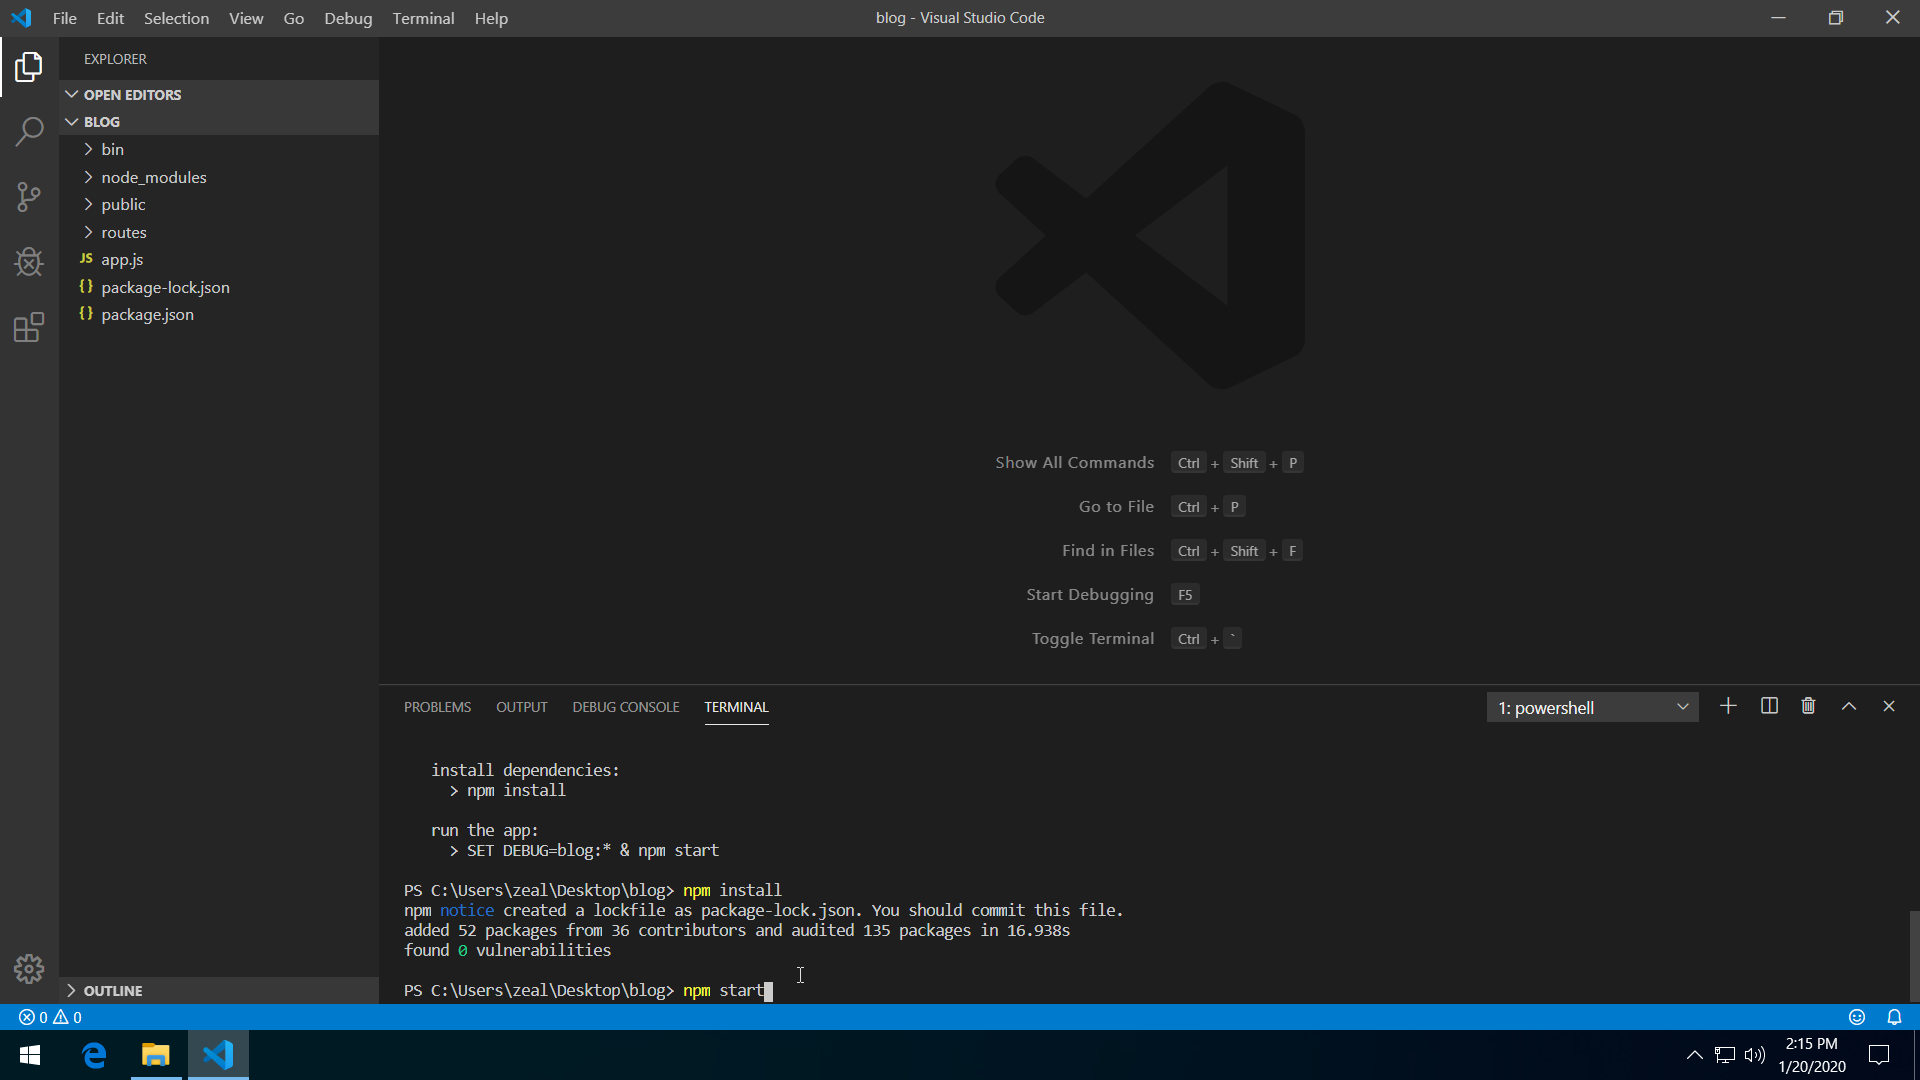 File Edit Selection View Go Debug Terminal Help
blog - Visual Studio Code
EXPLORER
OPEN EDITORS
BLOG
bin
node_modules
public
routes
JS app.js
{} package-lock.json
{} package.json
OUTLINE
Show All Commands Ctrl + Shift + P
Go to File Ctrl + P
Find in Files Ctrl + Shift + F
Start Debugging F5
Toggle Terminal Ctrl + `
PROBLEMS OUTPUT DEBUG CONSOLE TERMINAL
1: powershell
install dependencies:
> npm install
run the app:
> SET DEBUG=blog:* & npm start
PS C:\Users\zeal\Desktop\blog> npm install
npm notice created a lockfile as package-lock.json. You should commit this file.
added 52 packages from 36 contributors and audited 135 packages in 16.938s
found 0 vulnerabilities
PS C:\Users\zeal\Desktop\blog> npm start
0 0
2:15 PM
1/20/2020